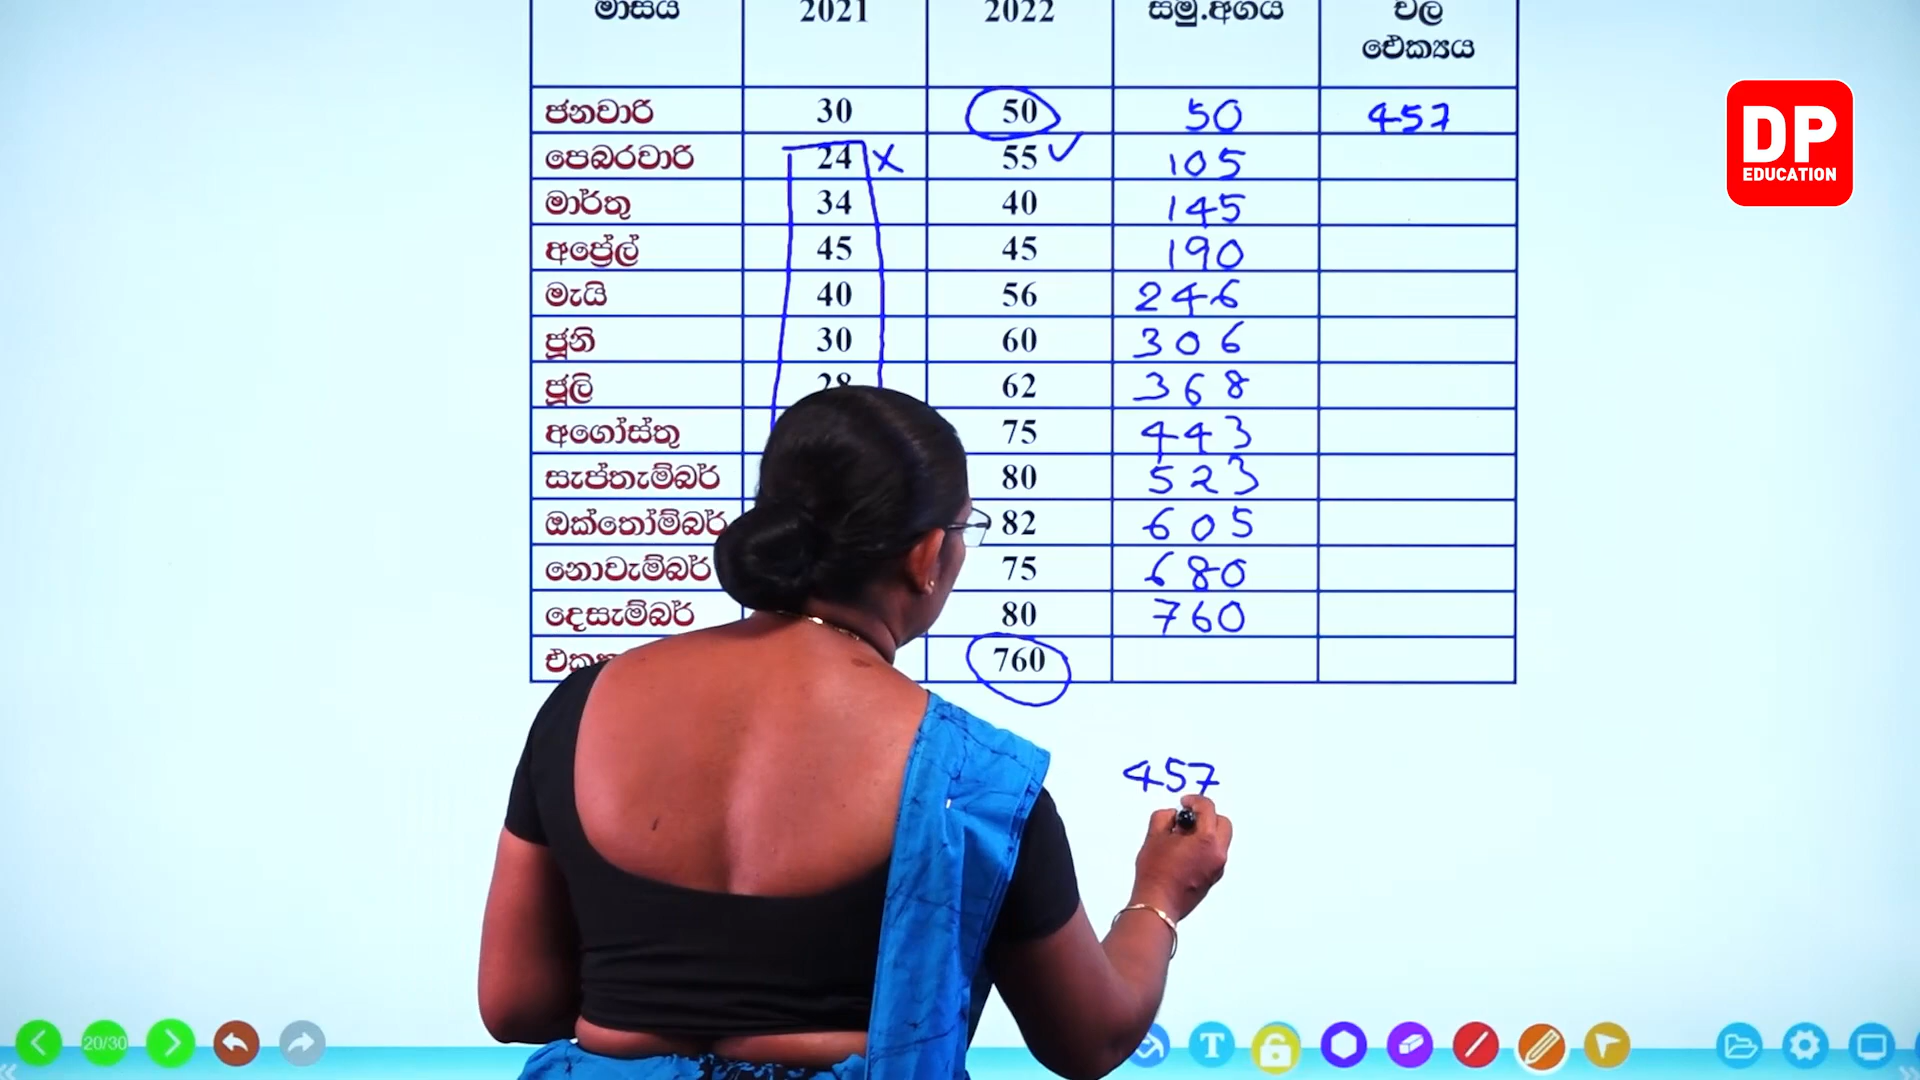 මාසය 2021 2022 සමු.අගය චල
ඓක්‍යය
ජනවාරි 30 50 50 457
පෙබරවාරි 24 x 55 ✓ 105
මාර්තු 34 40 145
අප්‍රේල් 45 45 190
මැයි 40 56 246
ජූනි 30 60 306
ජූලි 28 62 368
අගෝස්තු 75 443
සැප්තැම්බර් 80 523
ඔක්තෝම්බර් 82 605
නොවැම්බර් 75 680
දෙසැම්බර් 80 760
760
457
DP
EDUCATION
20/30
T